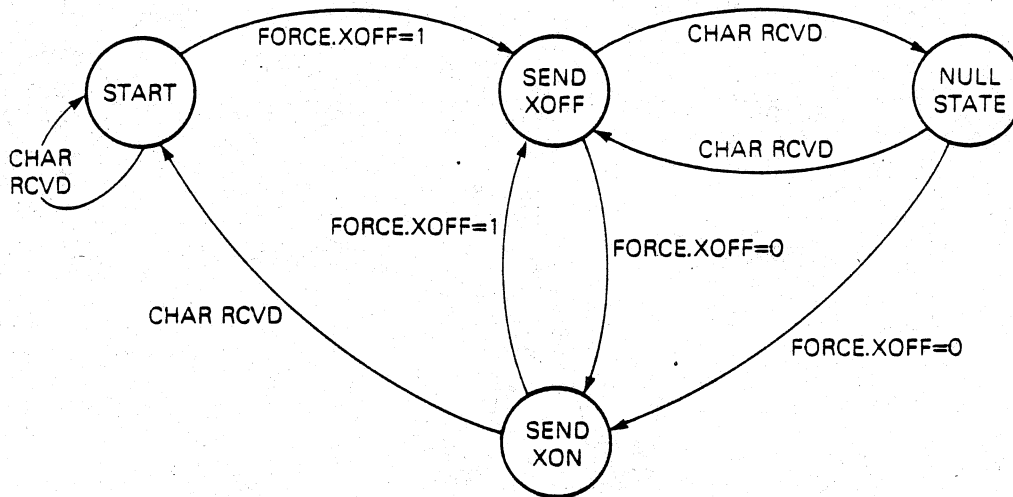 FORCE.XOFF=1
CHAR RCVD
START
SEND
XOFF
NULL
STATE
CHAR
RCVD
CHAR RCVD
FORCE.XOFF=1
FORCE.XOFF=0
CHAR RCVD
FORCE.XOFF=0
SEND
XON